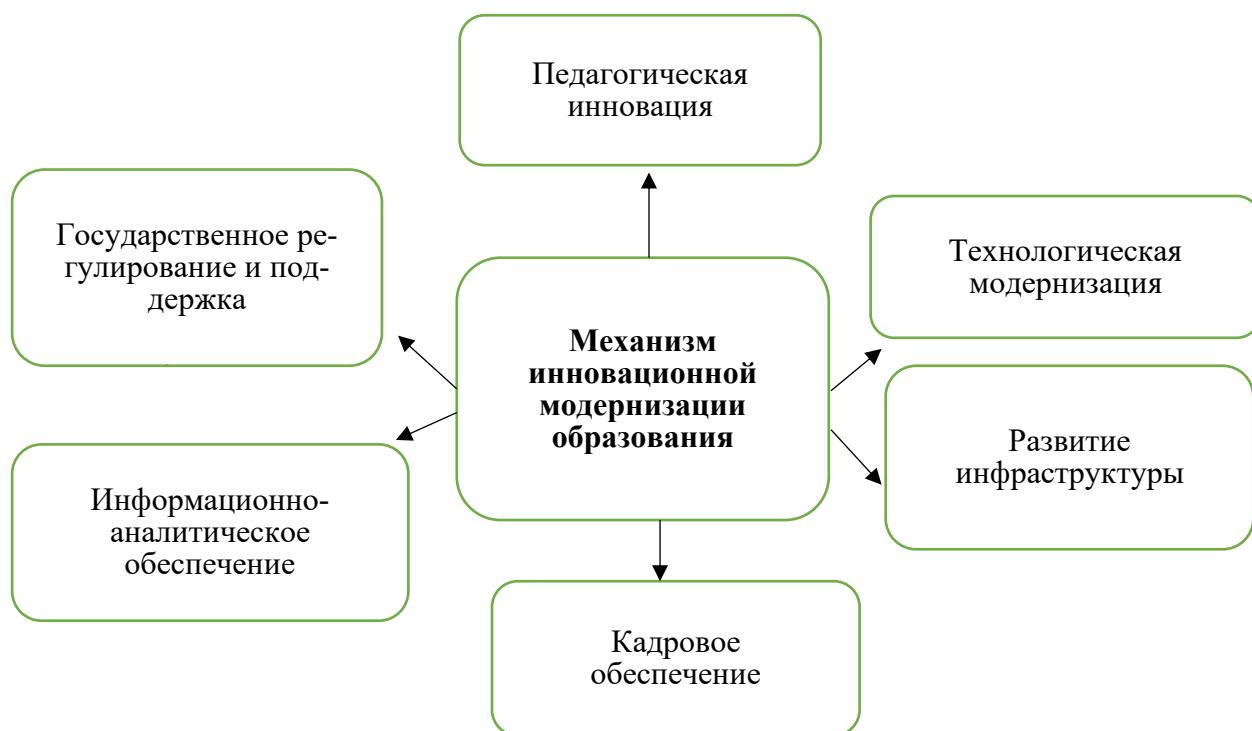 Педагогическая
инновация
Государственное ре-
гулирование и под-
держка
Технологическая
модернизация
Механизм
инновационной
модернизации
образования
Развитие
инфраструктуры
Информационно-
аналитическое
обеспечение
Кадровое
обеспечение